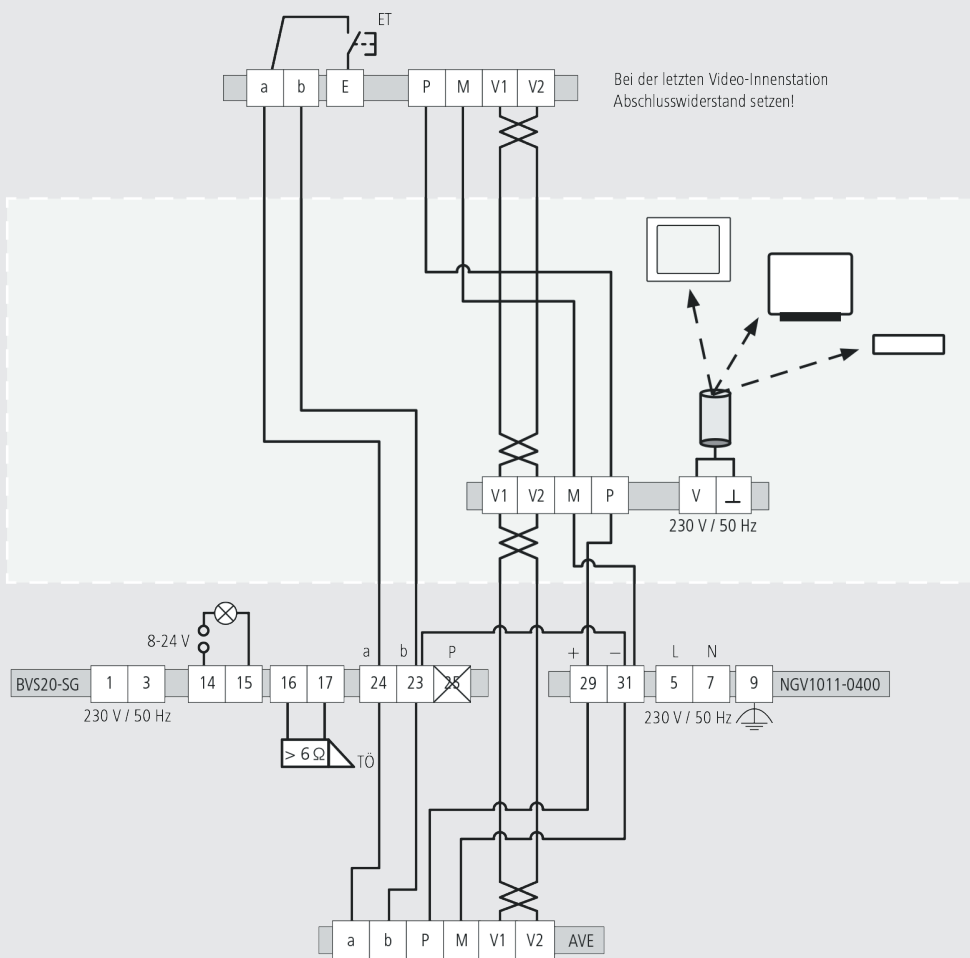 ET
a b E P M V1 V2
Bei der letzten Video-Innenstation
Abschlusswiderstand setzen!
V1 V2 M P V ⊥
230 V / 50 Hz
8-24 V
a b P + − L N
BVS20-SG 1 3 14 15 16 17 24 23 25 29 31 5 7 9 NGV1011-0400
230 V / 50 Hz 230 V / 50 Hz
> 6 Ω TÖ
a b P M V1 V2 AVE